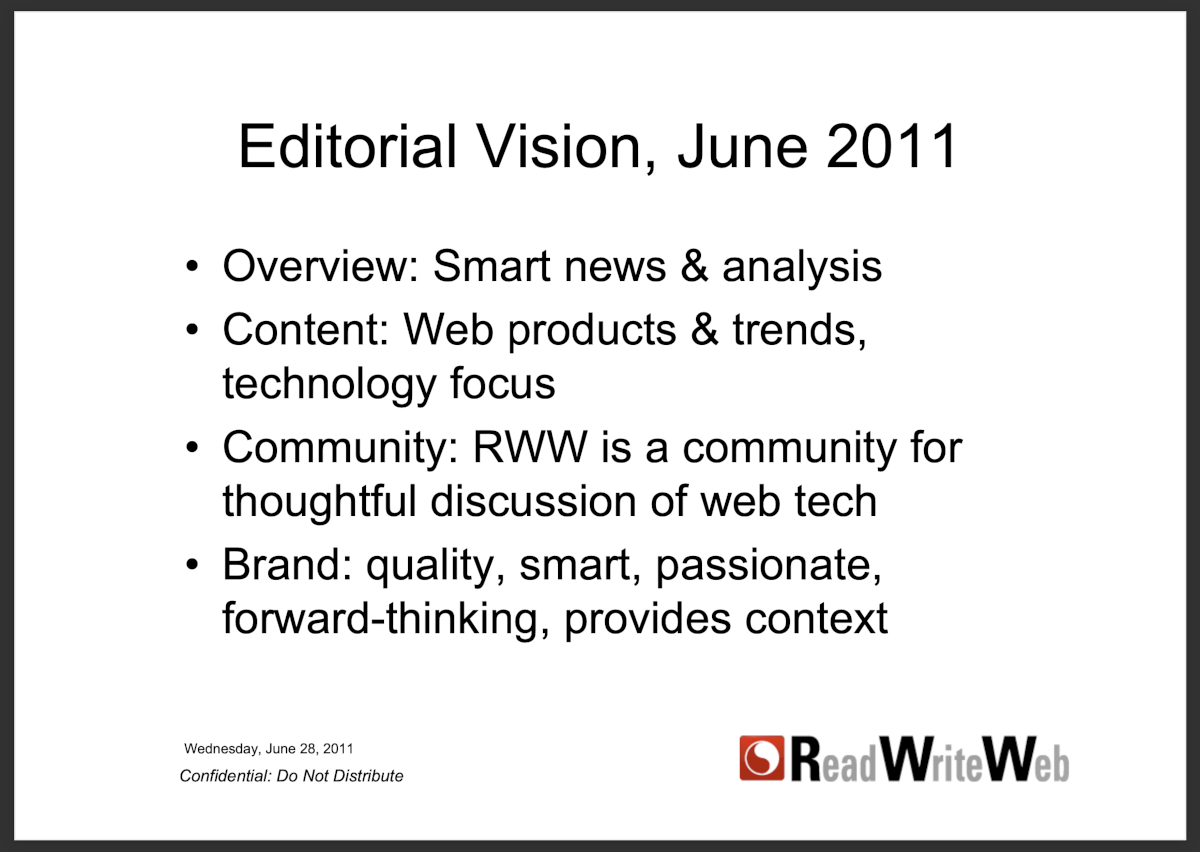 Editorial Vision, June 2011
• Overview: Smart news & analysis
• Content: Web products & trends,
technology focus
• Community: RWW is a community for
thoughtful discussion of web tech
• Brand: quality, smart, passionate,
forward-thinking, provides context
Wednesday, June 28, 2011
Confidential: Do Not Distribute
ReadWriteWeb